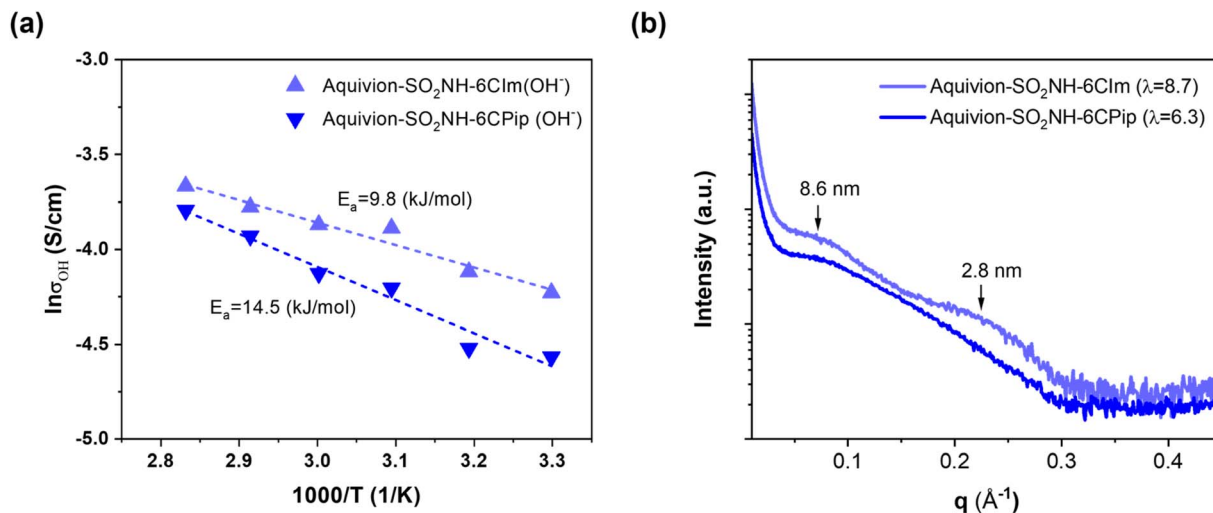 (a)
-3.0
-3.5
-4.0
-4.5
-5.0
lnσOH (S/cm)
Aquivion-SO2NH-6CIm(OH-)
Aquivion-SO2NH-6CPip (OH-)
Ea=9.8 (kJ/mol)
Ea=14.5 (kJ/mol)
2.8 2.9 3.0 3.1 3.2 3.3
1000/T (1/K)
(b)
Intensity (a.u.)
Aquivion-SO2NH-6CIm (λ=8.7)
Aquivion-SO2NH-6CPip (λ=6.3)
8.6 nm
2.8 nm
0.1 0.2 0.3 0.4
q (Å-1)